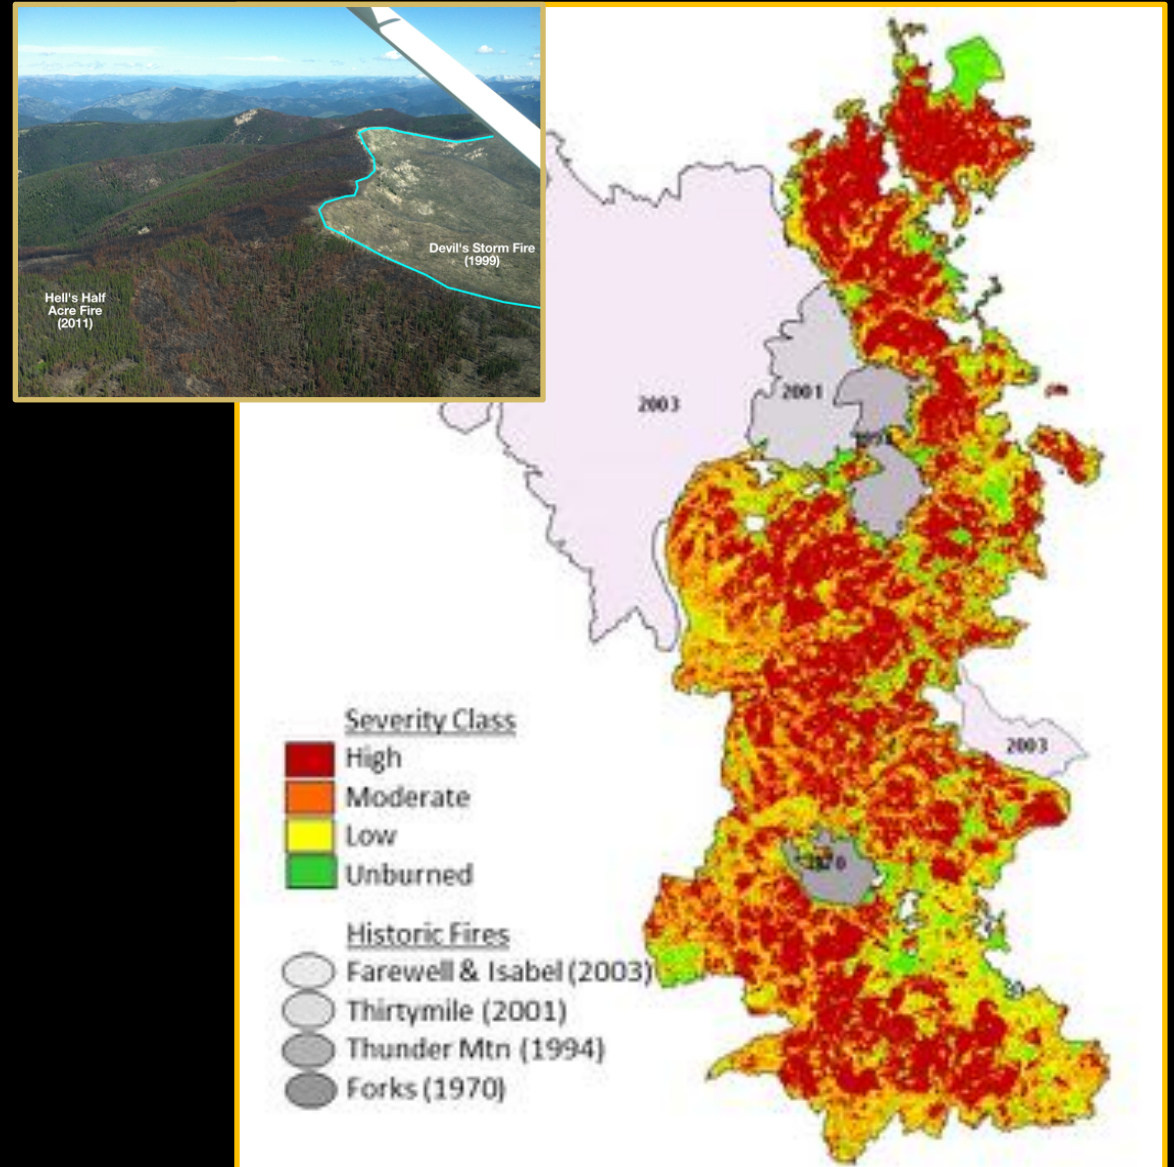 Devil's Storm Fire
(1999)
Hell's Half
Acre Fire
(2011)
2003
2001
2003
Severity Class
High
Moderate
Low
Unburned
Historic Fires
Farewell & Isabel (2003)
Thirtymile (2001)
Thunder Mtn (1994)
Forks (1970)